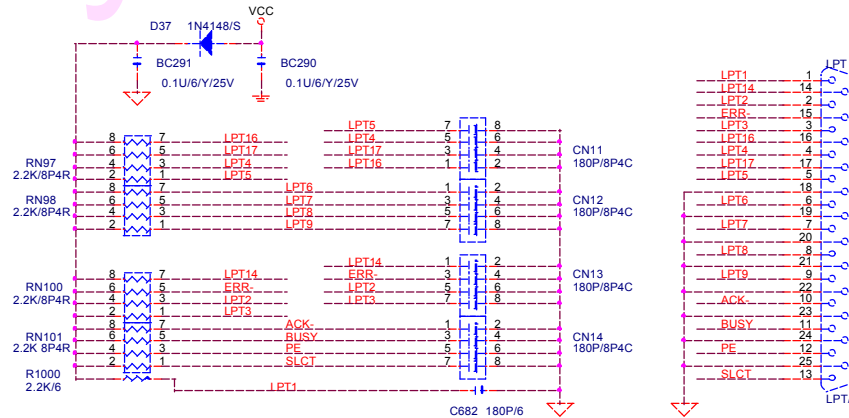 VCC
D37 1N4148/S
BC291 BC290
0.1U/6/Y/25V 0.1U/6/Y/25V
LPT
LPT1 1
LPT14 14
LPT2 2
ERR- 15
LPT3 3
LPT16 16
LPT4 4
LPT17 17
LPT5 5
18
LPT6 6
19
LPT7 7
20
LPT8 8
21
LPT9 9
22
ACK- 10
23
BUSY 11
24
PE 12
25
SLCT 13
LPT/
RN97
2.2K/8P4R
8 7 LPT16
6 5 LPT17
4 3 LPT4
2 1 LPT5
RN98
2.2K/8P4R
8 7 LPT6
6 5 LPT7
4 3 LPT8
2 1 LPT9
LPT5 7 8
LPT4 5 6
LPT17 3 4
LPT16 1 2
CN11
180P/8P4C
1 2
3 4
5 6
7 8
CN12
180P/8P4C
RN100
2.2K/8P4R
8 7 LPT14
6 5 ERR-
4 3 LPT2
2 1 LPT3
LPT14 1 2
ERR- 3 4
LPT2 5 6
LPT3 7 8
CN13
180P/8P4C
RN101
2.2K 8P4R
8 7 ACK- 1 2
6 5 BUSY 3 4
4 3 PE 5 6
2 1 SLCT 7 8
CN14
180P/8P4C
R1000
2.2K/6
LPT1
C682 180P/6